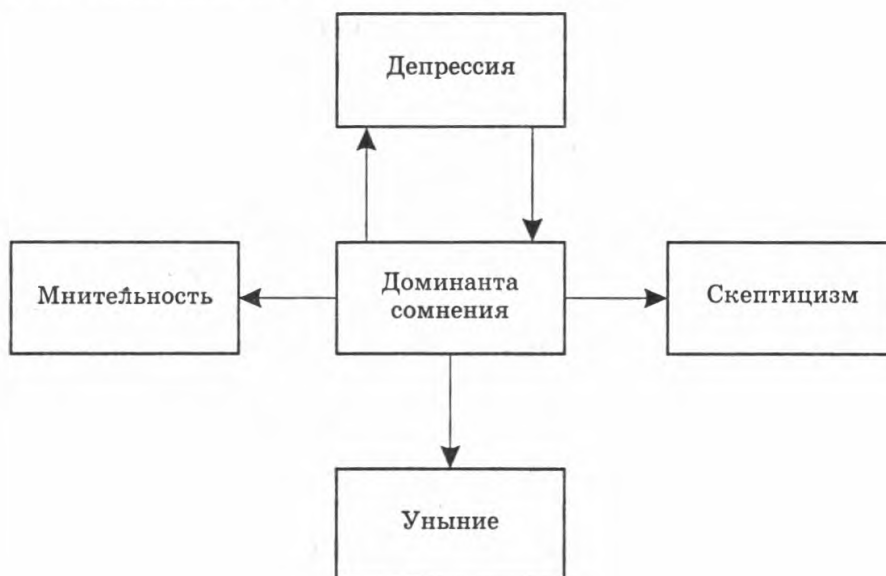 Депрессия
Мнительность
Доминанта
сомнения
Скептицизм
Уныние